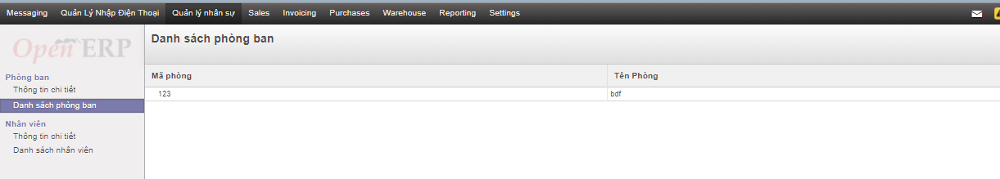 Messaging Quản Lý Nhập Điện Thoại Quản lý nhân sự Sales Invoicing Purchases Warehouse Reporting Settings
Open ERP
Danh sách phòng ban
Phòng ban
Thông tin chi tiết
Danh sách phòng ban
Nhân viên
Thông tin chi tiết
Danh sách nhân viên
Mã phòng Tên Phòng
123 bdf